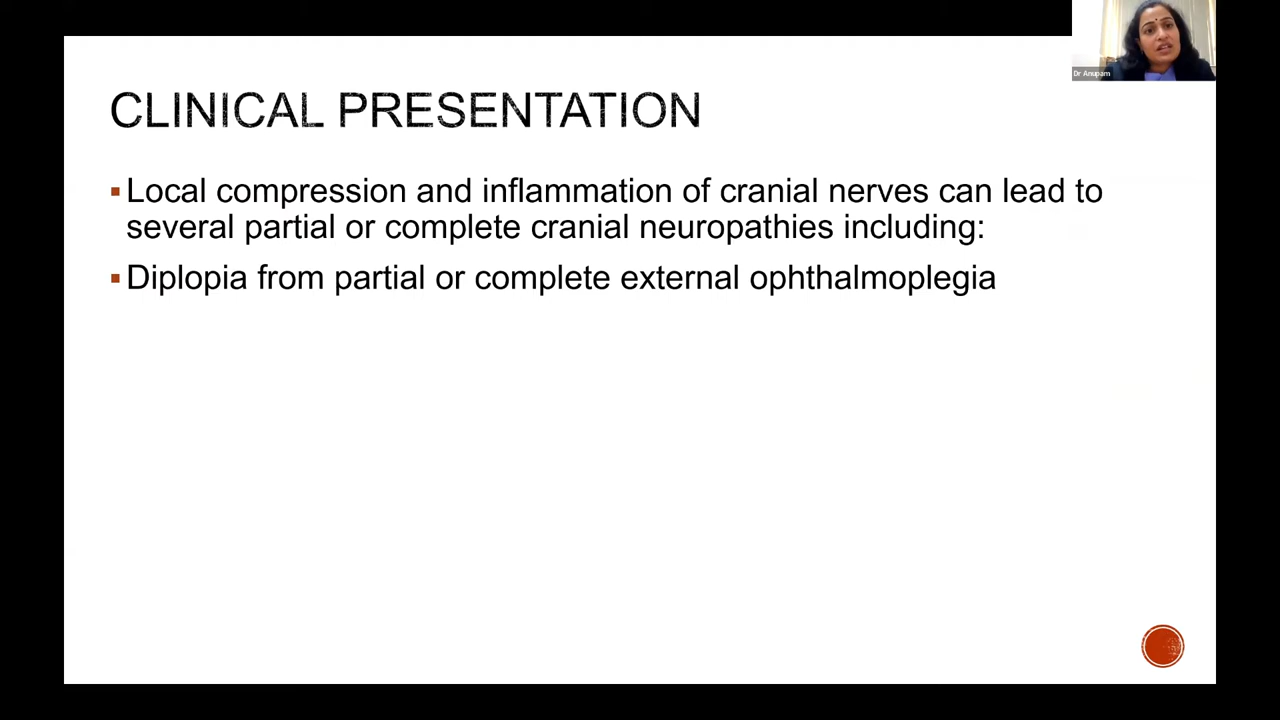 Dr Anupam
CLINICAL PRESENTATION
▪Local compression and inflammation of cranial nerves can lead to
several partial or complete cranial neuropathies including:
▪Diplopia from partial or complete external ophthalmoplegia